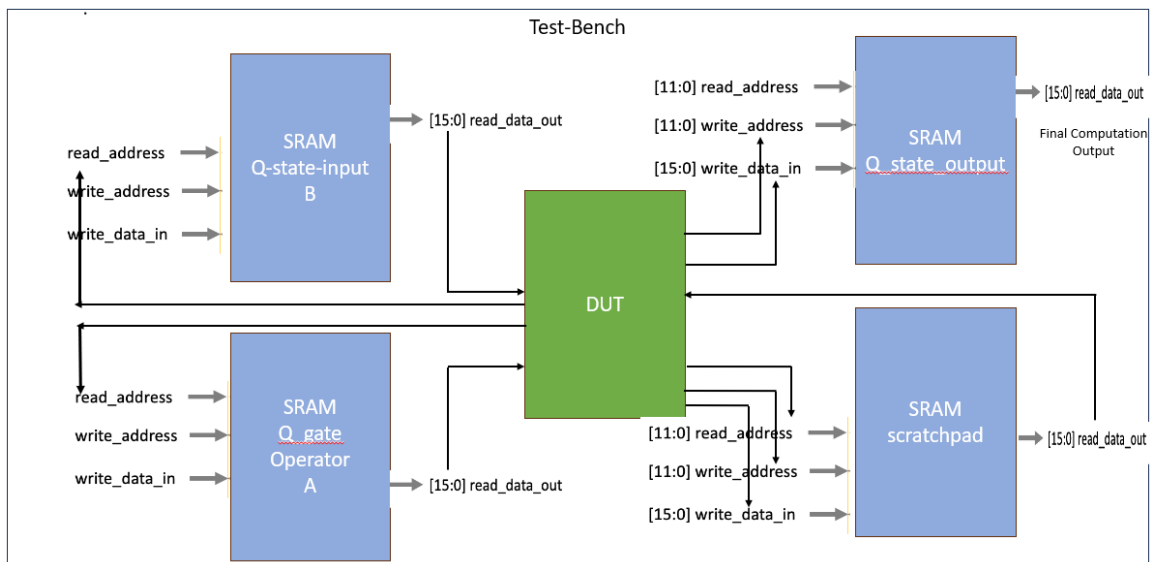 Test-Bench
read_address
write_address
write_data_in
SRAM
Q-state-input
B
[15:0] read_data_out
[11:0] read_address
[11:0] write_address
[15:0] write_data_in
SRAM
Q_state_output
[15:0] read_data_out
Final Computation
Output
DUT
read_address
write_address
write_data_in
SRAM
Q_gate
Operator
A
[15:0] read_data_out
[11:0] read_address
[11:0] write_address
[15:0] write_data_in
SRAM
scratchpad
[15:0] read_data_out